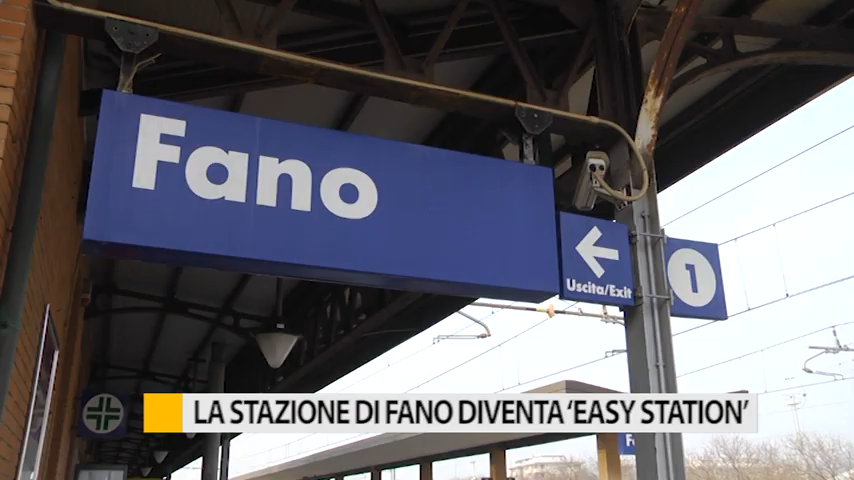 Fano
Uscita/Exit
1
LA STAZIONE DI FANO DIVENTA 'EASY STATION'